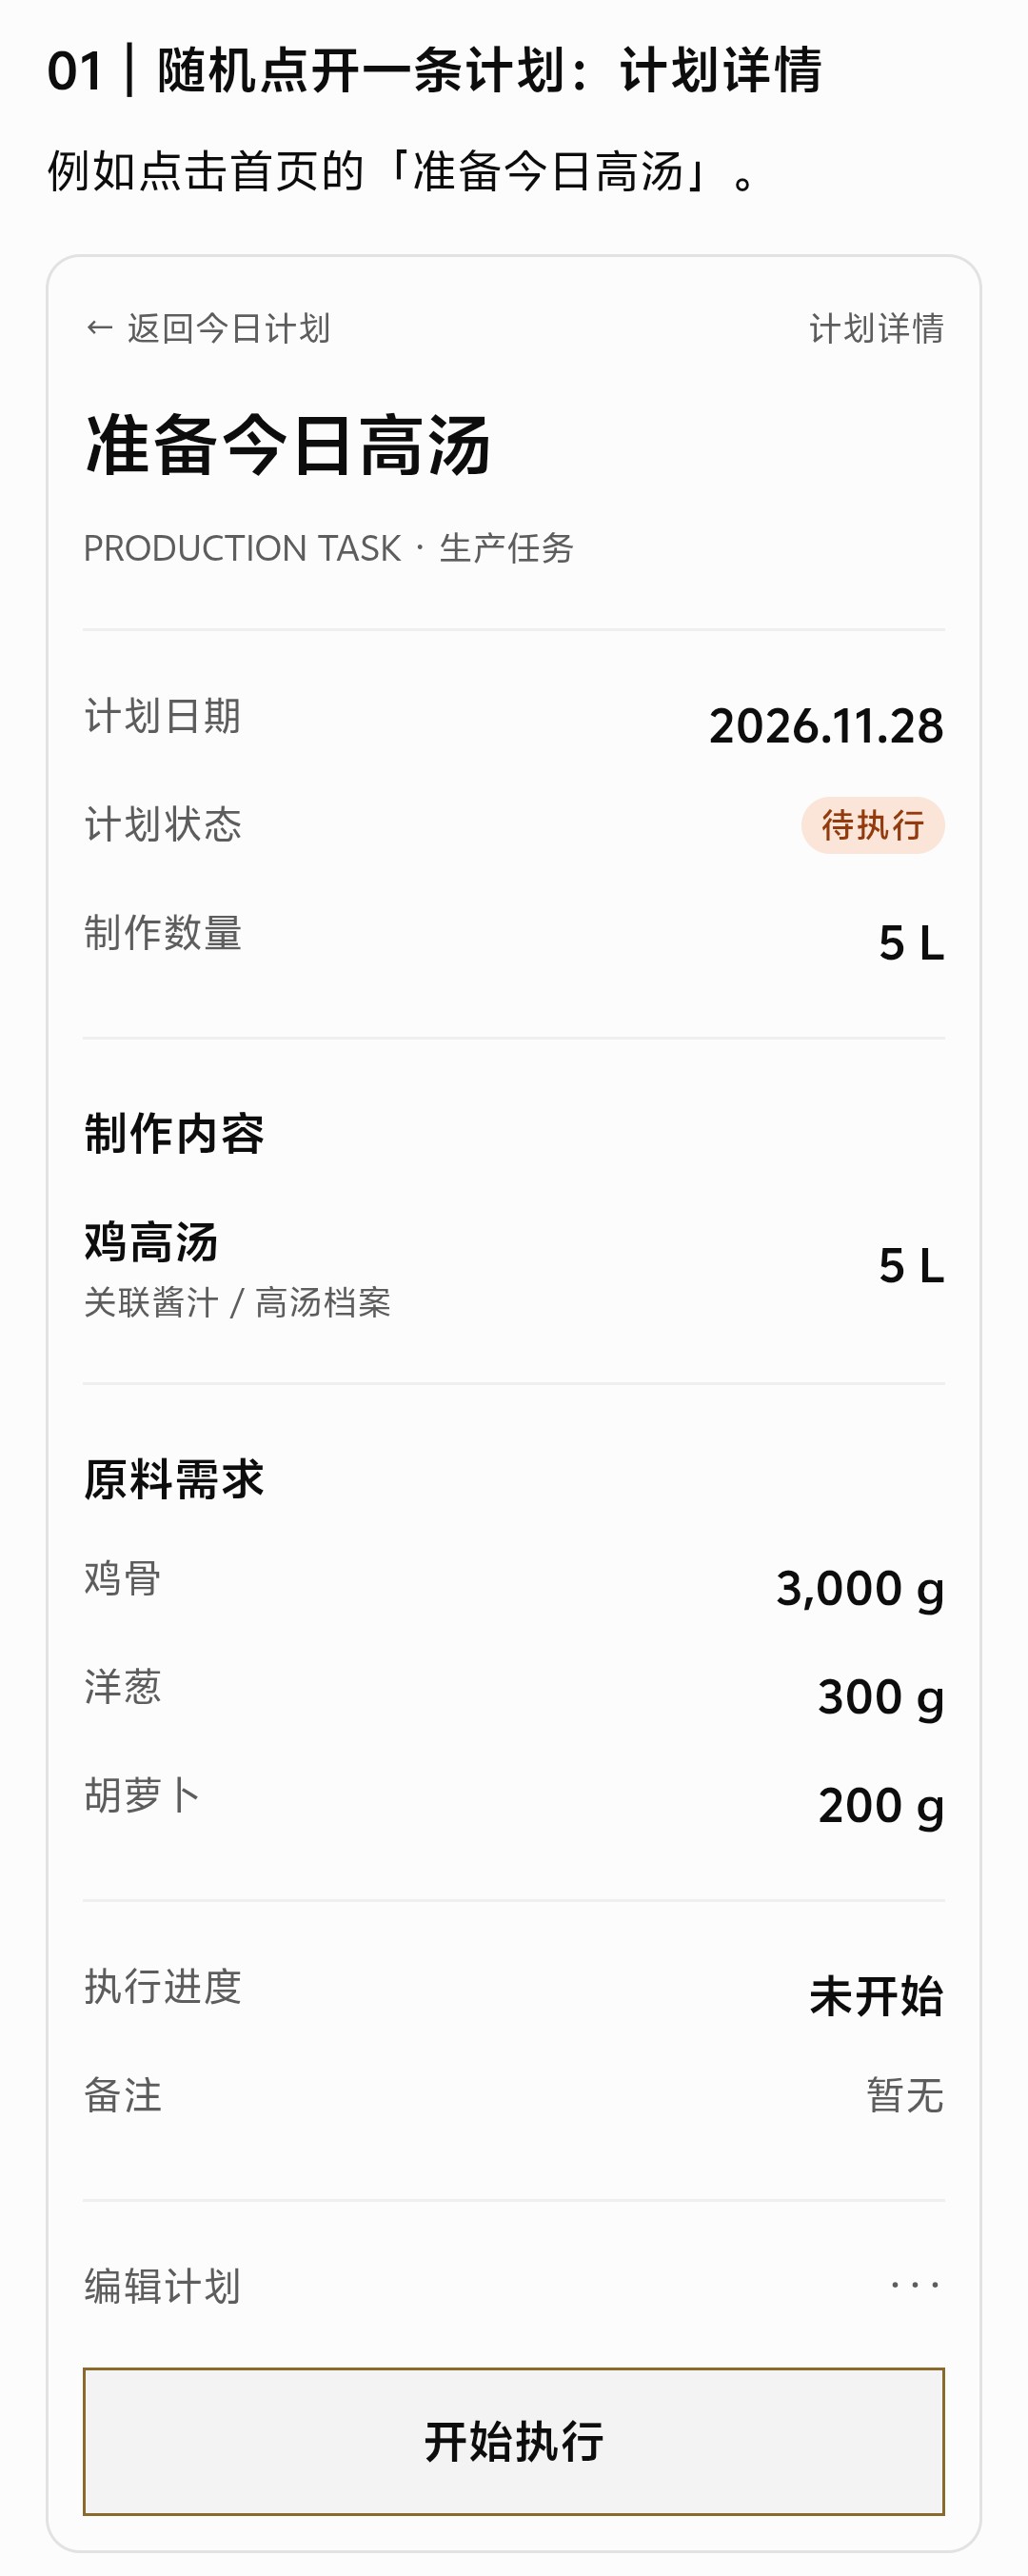 01｜随机点开一条计划：计划详情
例如点击首页的「准备今日高汤」。
← 返回今日计划 计划详情
准备今日高汤
PRODUCTION TASK · 生产任务
计划日期 2026.11.28
计划状态 待执行
制作数量 5 L
制作内容
鸡高汤 5 L
关联酱汁 / 高汤档案
原料需求
鸡骨 3,000 g
洋葱 300 g
胡萝卜 200 g
执行进度 未开始
备注 暂无
编辑计划 ···
开始执行